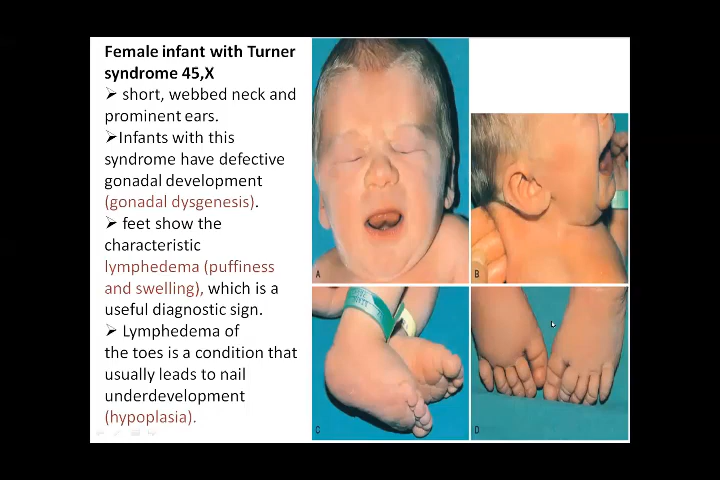 Female infant with Turner
syndrome 45,X
➢ short, webbed neck and
prominent ears.
➢Infants with this
syndrome have defective
gonadal development
(gonadal dysgenesis).
➢ feet show the
characteristic
lymphedema (puffiness
and swelling), which is a
useful diagnostic sign.
➢ Lymphedema of
the toes is a condition that
usually leads to nail
underdevelopment
(hypoplasia).
A
B
C
D